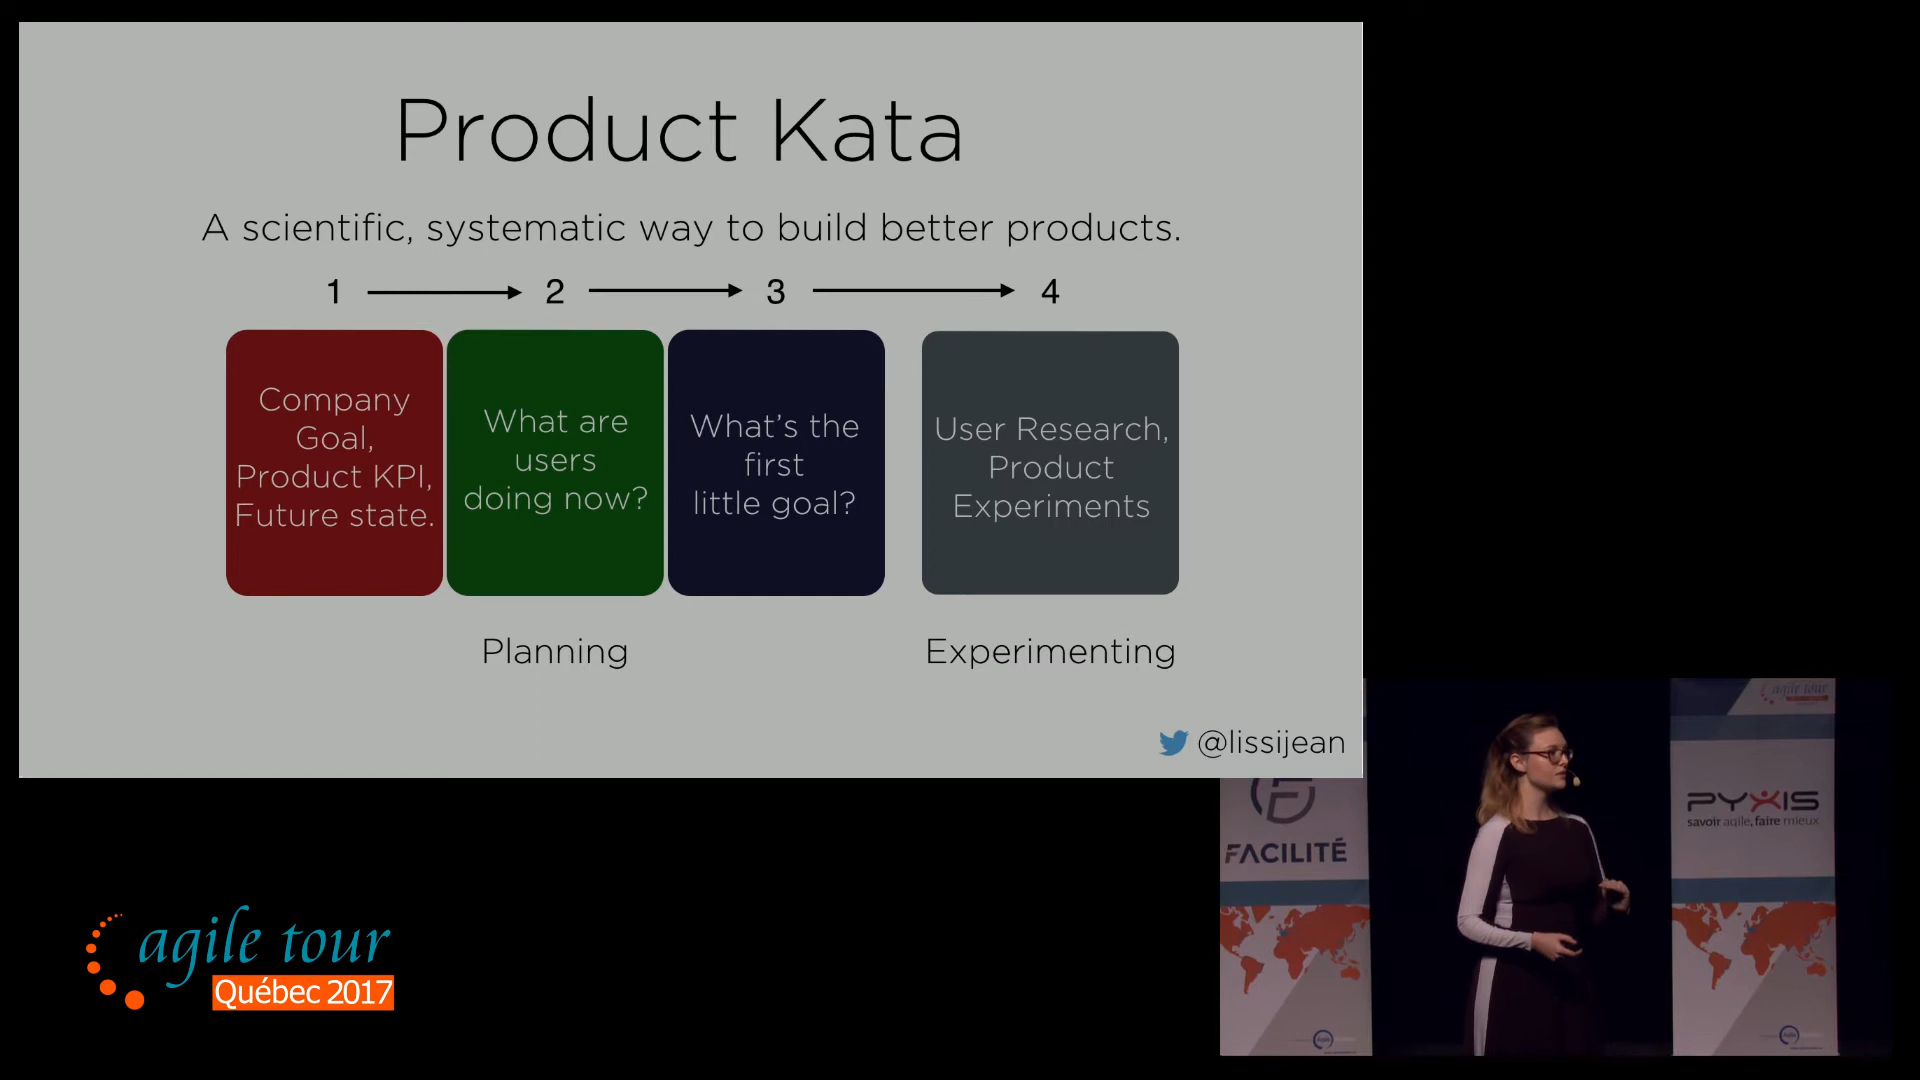 Product Kata
A scientific, systematic way to build better products.
1
2
3
4
Company
Goal,
Product KPI,
Future state.
What are
users
doing now?
What's the
first
little goal?
User Research,
Product
Experiments
Planning
Experimenting
@lissijean
agile tour
PYXIS
savoir agile, faire mieux
FACILITÉ
agile tour
Québec 2017